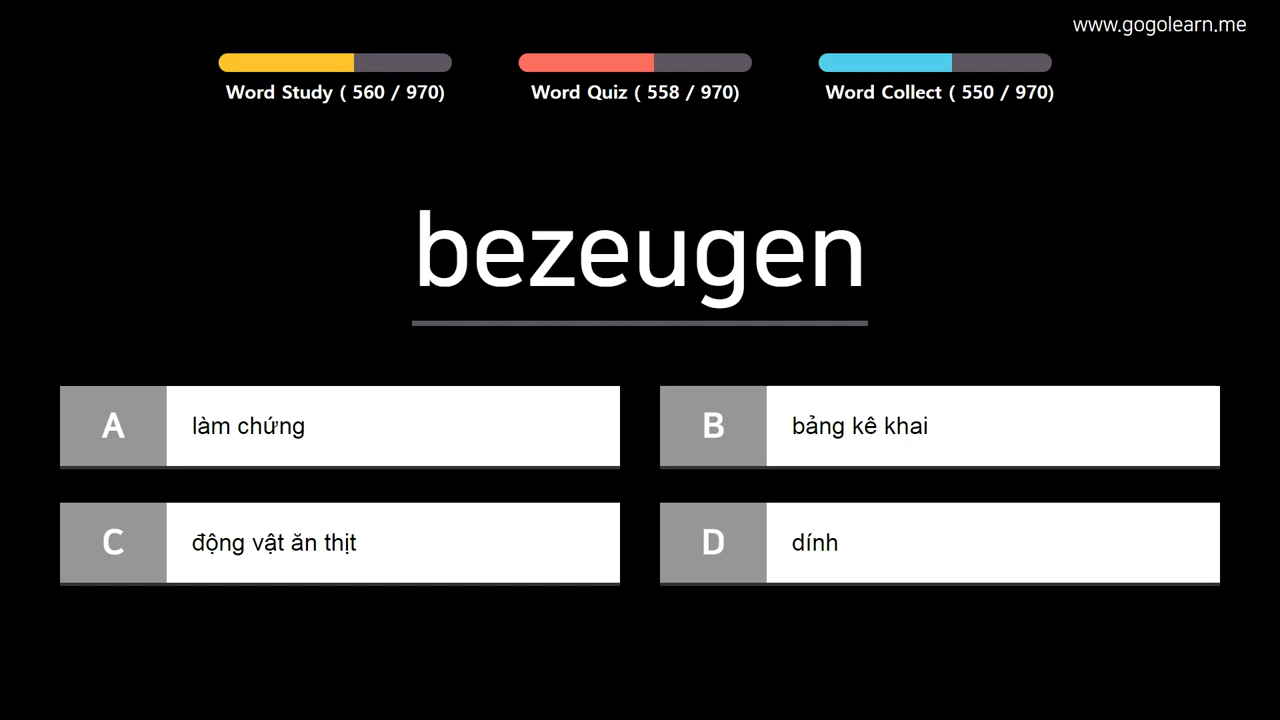 www.gogolearn.me
Word Study ( 560 / 970)
Word Quiz ( 558 / 970)
Word Collect ( 550 / 970)
bezeugen
A làm chứng
B bảng kê khai
C động vật ăn thịt
D dính